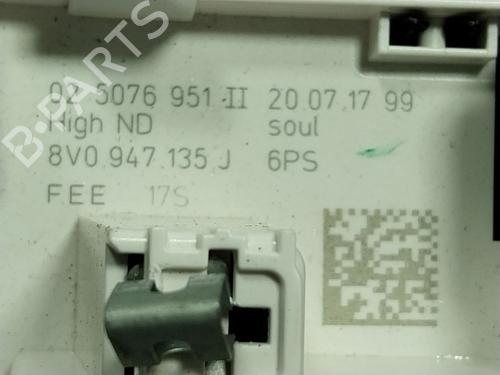 02 5076 951-II 20.07.17 99
High ND soul
8V0 947 135 J 6PS
FEE 17S
B-PARTS